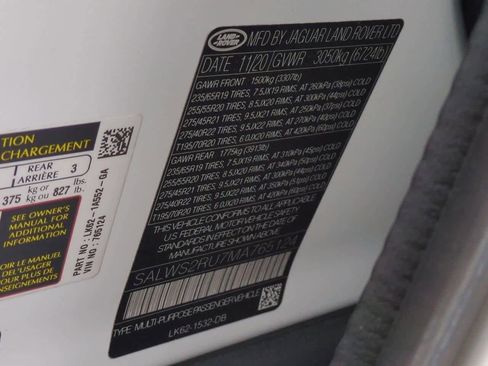 LAND ROVER
MFD BY JAGUAR LAND ROVER LTD
DATE 11/20 GVWR 3050kg (6724lb)
GAWR FRONT: 1500kg (3307lb)
235/65R19 TIRES, 7.5JX19 RIMS, AT 260kPa (38psi) COLD
255/55R20 TIRES, 8.5JX20 RIMS, AT 300kPa (44psi) COLD
275/45R21 TIRES, 9.5JX21 RIMS, AT 250kPa (37psi) COLD
275/40R22 TIRES, 9.5JX22 RIMS, AT 270kPa (40psi) COLD
T195/70R20 TIRES, 6.0JX20 RIMS, AT 420kPa (60psi) COLD
GAWR REAR: 1775kg (3913lb)
235/65R19 TIRES, 7.5JX19 RIMS, AT 310kPa (45psi) COLD
255/55R20 TIRES, 8.5JX20 RIMS, AT 340kPa (50psi) COLD
275/45R21 TIRES, 9.5JX21 RIMS, AT COLD
275/40R22 TIRES, 9.5JX22 RIMS, AT COLD
T195/70R20 TIRES, 6.0JX20 RIMS, AT 420kPa (60psi) COLD
THIS VEHICLE CONFORMS TO ALL APPLICABLE
U.S. FEDERAL MOTOR VEHICLE SAFETY
STANDARDS IN EFFECT ON THE DATE OF
MANUFACTURE SHOWN ABOVE
SALWS2RU7MA765124
TYPE: MULTI-PURPOSE PASSENGER VEHICLE
LK62-1532-DB
TION
CHARGEMENT
REAR 3
ARRIÈRE
375 kg or kg ou 827 lbs. lb.
SEE OWNER'S
MANUAL FOR
ADDITIONAL
INFORMATION
OIR LE MANUEL
DE L'USAGER
POUR PLUS DE
ENSEIGNEMENTS
PART NO: LK62-1A552-GA
VIN NO: 765124